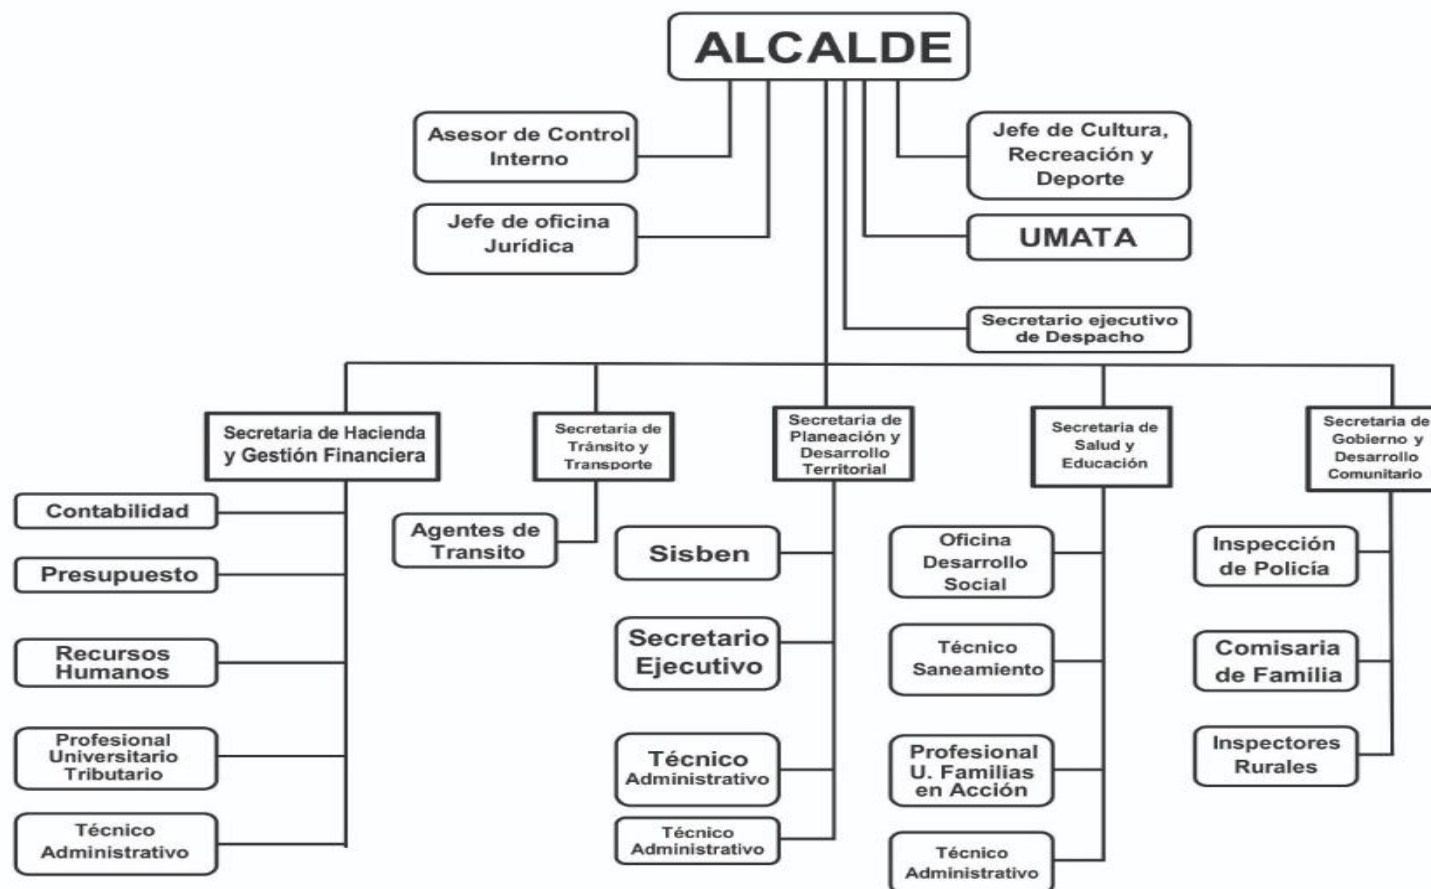 ALCALDE
Asesor de Control
Interno
Jefe de Cultura,
Recreación y
Deporte
Jefe de oficina
Jurídica
UMATA
Secretario ejecutivo
de Despacho
Secretaria de Hacienda
y Gestión Financiera
Secretaria de
Trànsito y
Transporte
Secretaria de
Planeación y
Desarrollo
Territorial
Secretaria de
Salud y
Educación
Secretaria de
Gobierno y
Desarrollo
Comunitario
Contabilidad
Presupuesto
Recursos
Humanos
Profesional
Universitario
Tributario
Técnico
Administrativo
Agentes de
Transito
Sisben
Secretario
Ejecutivo
Técnico
Administrativo
Técnico
Administrativo
Oficina
Desarrollo
Social
Técnico
Saneamiento
Profesional
U. Familias
en Acción
Técnico
Administrativo
Inspección
de Policía
Comisaria
de Familia
Inspectores
Rurales